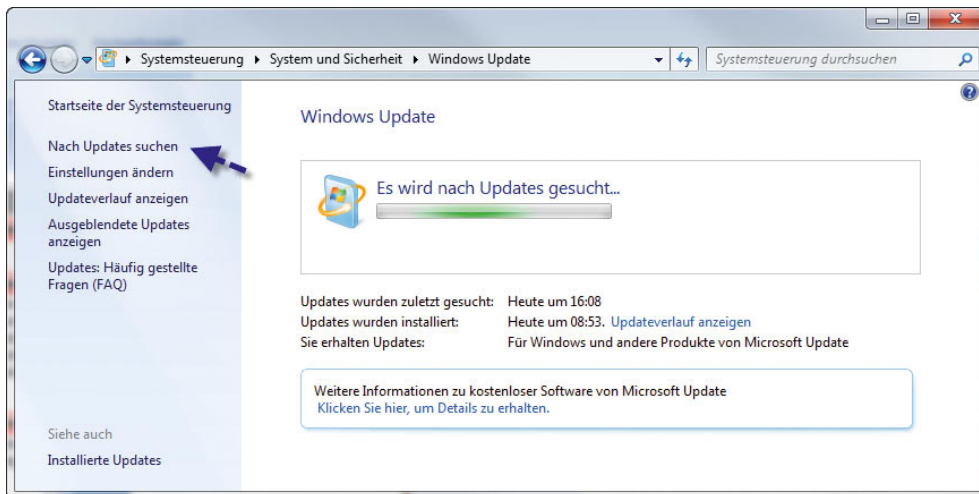 Systemsteuerung ▸ System und Sicherheit ▸ Windows Update
Systemsteuerung durchsuchen
Startseite der Systemsteuerung
Nach Updates suchen
Einstellungen ändern
Updateverlauf anzeigen
Ausgeblendete Updates
anzeigen
Updates: Häufig gestellte
Fragen (FAQ)
Siehe auch
Installierte Updates
Windows Update
Es wird nach Updates gesucht...
Updates wurden zuletzt gesucht: Heute um 16:08
Updates wurden installiert: Heute um 08:53. Updateverlauf anzeigen
Sie erhalten Updates: Für Windows und andere Produkte von Microsoft Update
Weitere Informationen zu kostenloser Software von Microsoft Update
Klicken Sie hier, um Details zu erhalten.